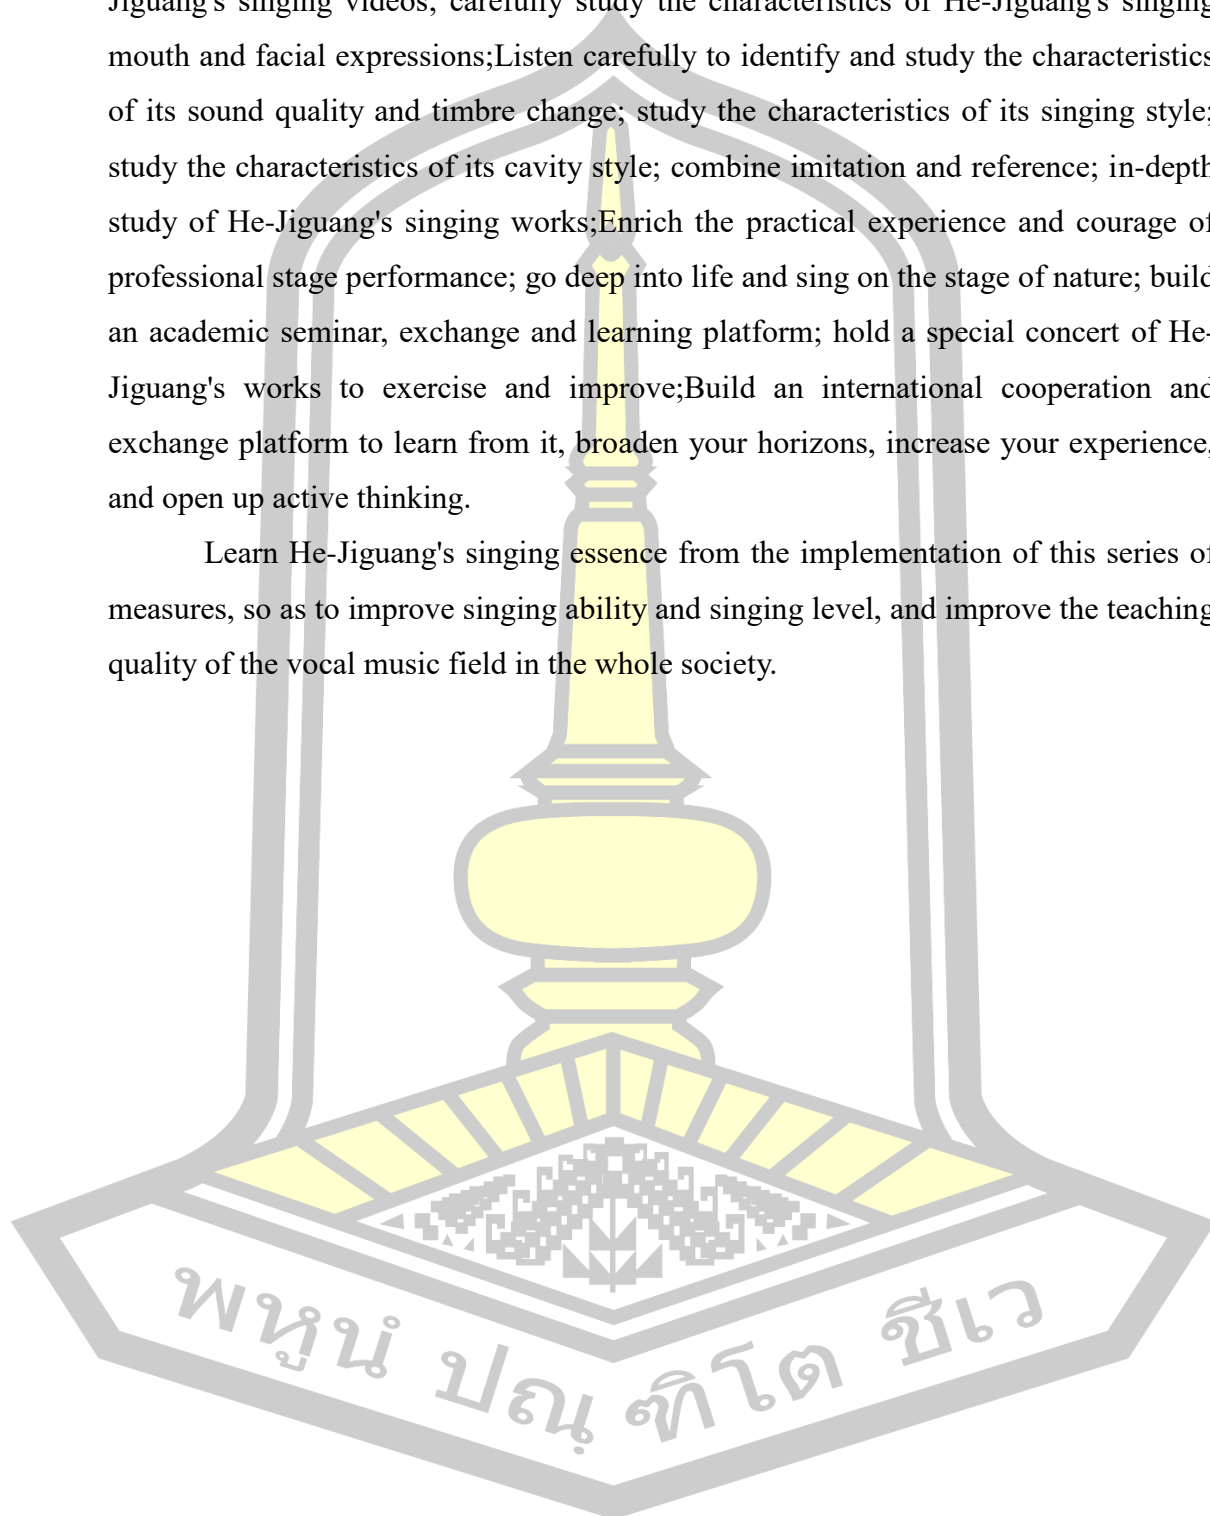 Jiguang's singing videos, carefully study the characteristics of He-Jiguang's singing
mouth and facial expressions;Listen carefully to identify and study the characteristics
of its sound quality and timbre change; study the characteristics of its singing style;
study the characteristics of its cavity style; combine imitation and reference; in-depth
study of He-Jiguang's singing works;Enrich the practical experience and courage of
professional stage performance; go deep into life and sing on the stage of nature; build
an academic seminar, exchange and learning platform; hold a special concert of He-
Jiguang's works to exercise and improve;Build an international cooperation and
exchange platform to learn from it, broaden your horizons, increase your experience,
and open up active thinking.
Learn He-Jiguang's singing essence from the implementation of this series of
measures, so as to improve singing ability and singing level, and improve the teaching
quality of the vocal music field in the whole society.
พหูนํ ปณฺฑิโต ชีเว